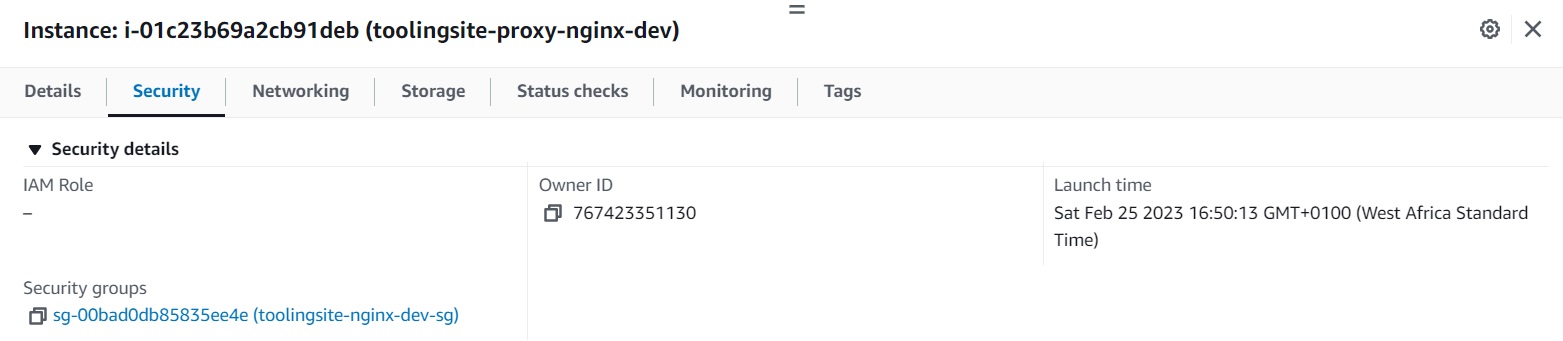 Instance: i-01c23b69a2cb91deb (toolingsite-proxy-nginx-dev)
Details
Security
Networking
Storage
Status checks
Monitoring
Tags
Security details
IAM Role
–
Owner ID
767423351130
Launch time
Sat Feb 25 2023 16:50:13 GMT+0100 (West Africa Standard
Time)
Security groups
sg-00bad0db85835ee4e (toolingsite-nginx-dev-sg)